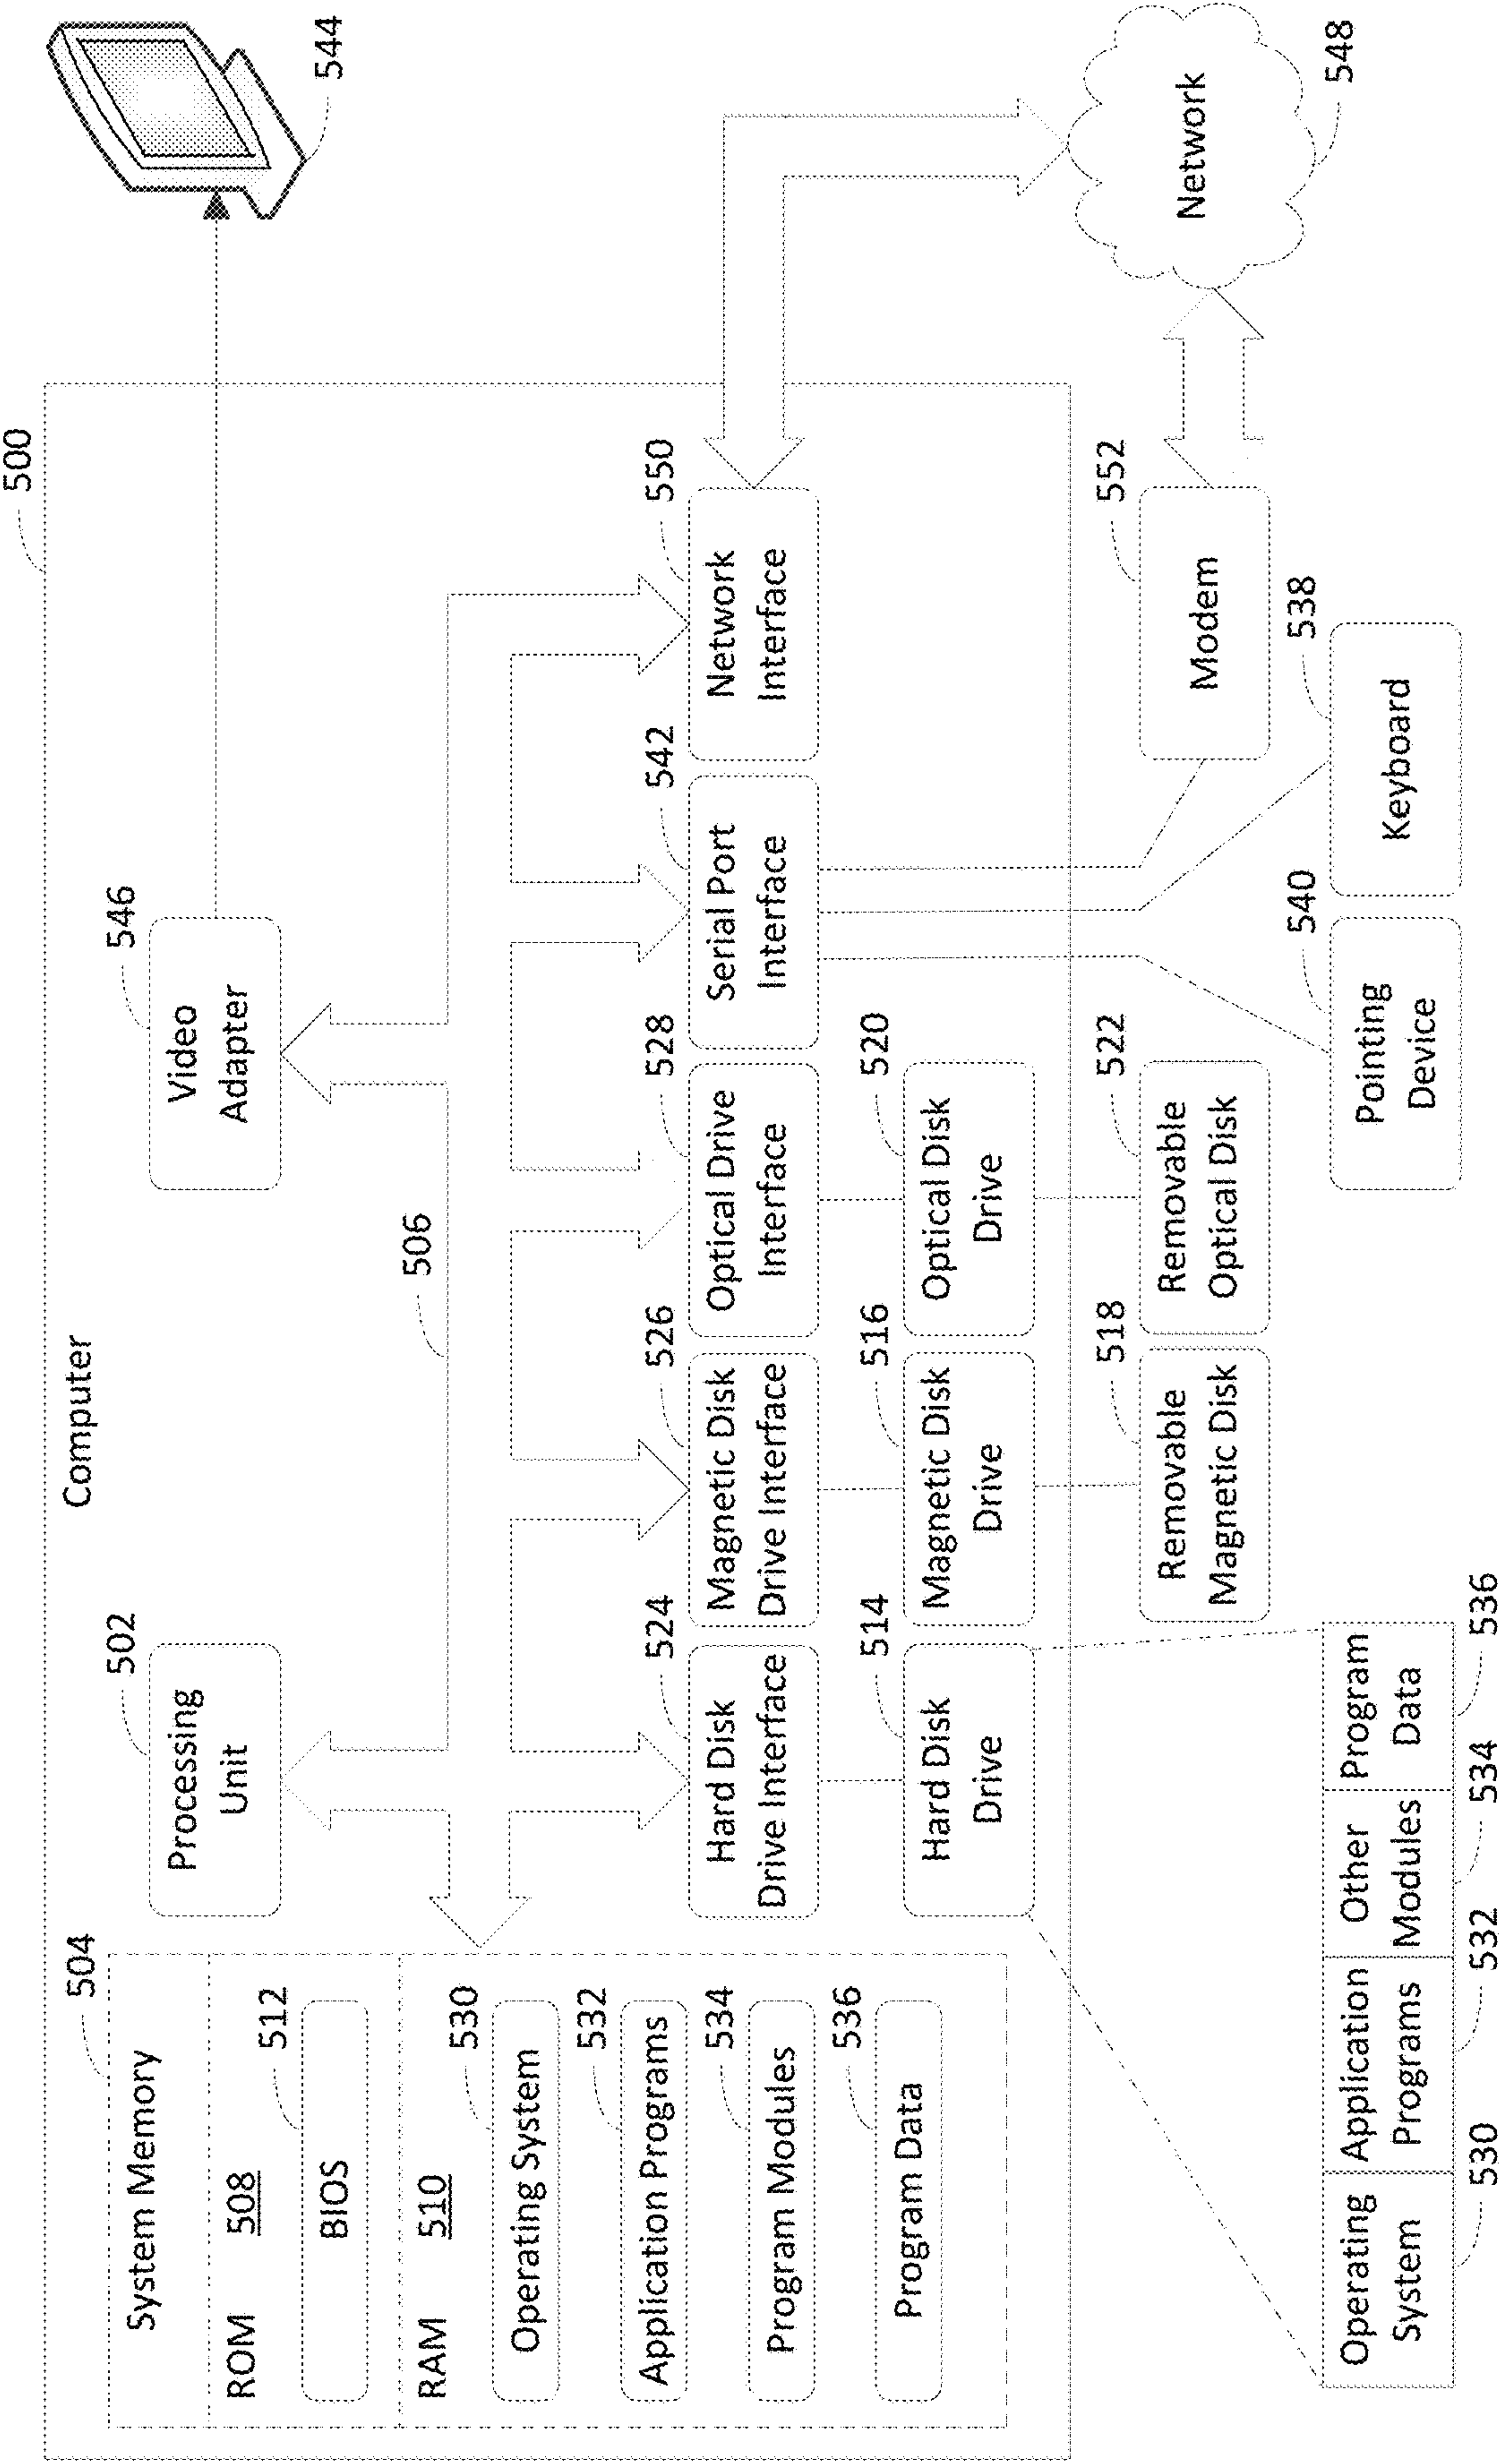 500
Computer
504
System Memory
ROM 508
512
BIOS
RAM 510
530
Operating System
532
Application Programs
534
Program Modules
536
Program Data
502
Processing
Unit
546
Video
Adapter
544
506
524
Hard Disk
Drive Interface
526
Magnetic Disk
Drive Interface
528
Optical Drive
Interface
542
Serial Port
Interface
550
Network
Interface
514
Hard Disk
Drive
516
Magnetic Disk
Drive
520
Optical Disk
Drive
518
Removable
Magnetic Disk
522
Removable
Optical Disk
552
Modem
Network
548
540
Pointing
Device
538
Keyboard
Operating
System
530
Application
Programs
532
Other
Modules
534
Program
Data
536